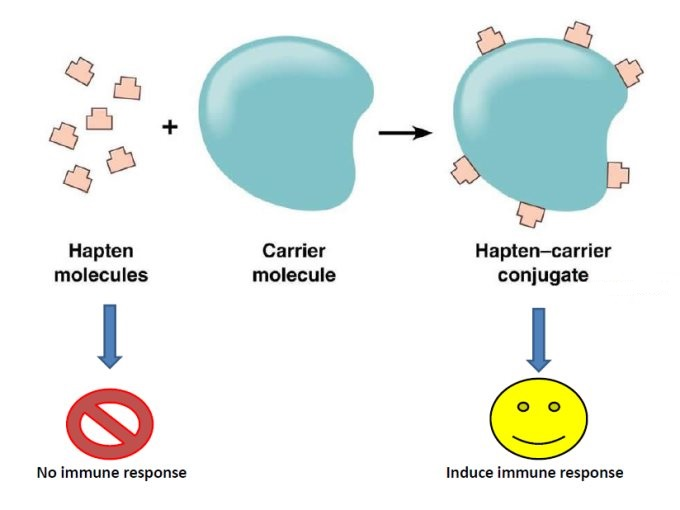 +
Hapten
molecules
Carrier
molecule
Hapten–carrier
conjugate
No immune response
Induce immune response